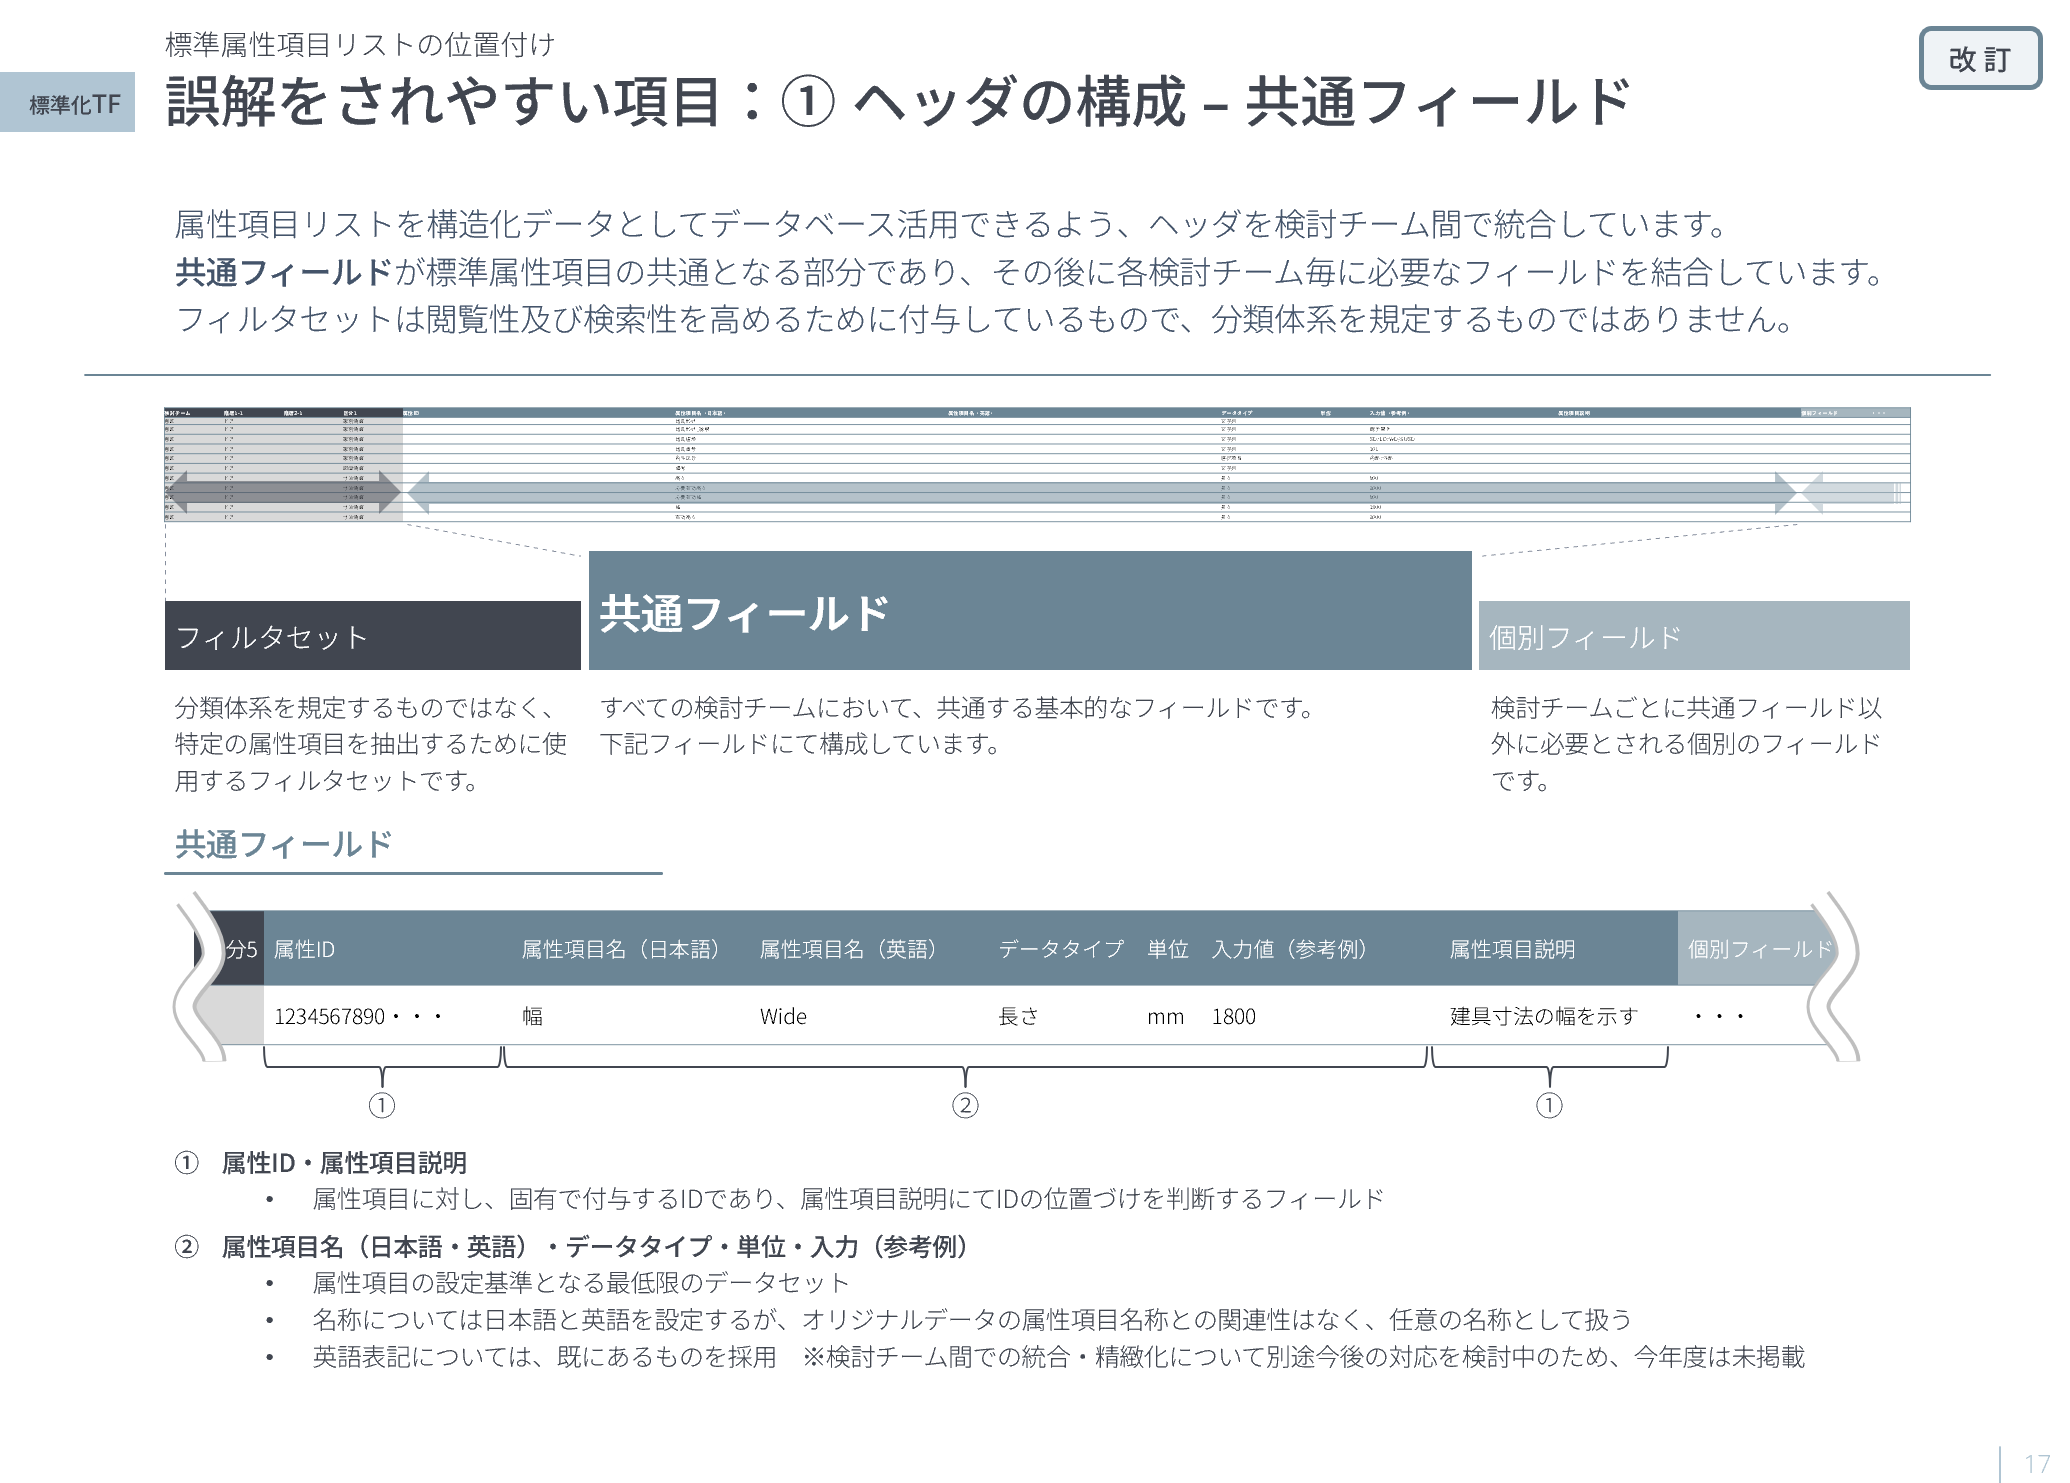 標準属性項目リストの位置付け
改 訂
標準化TF
誤解をされやすい項目：① ヘッダの構成 – 共通フィールド
属性項目リストを構造化データとしてデータベース活用できるよう、ヘッダを検討チーム間で統合しています。
共通フィールドが標準属性項目の共通となる部分であり、その後に各検討チーム毎に必要なフィールドを結合しています。
フィルタセットは閲覧性及び検索性を高めるために付与しているもので、分類体系を規定するものではありません。
フィルタセット
共通フィールド
個別フィールド
分類体系を規定するものではなく、
特定の属性項目を抽出するために使
用するフィルタセットです。
すべての検討チームにおいて、共通する基本的なフィールドです。
下記フィールドにて構成しています。
検討チームごとに共通フィールド以
外に必要とされる個別のフィールド
です。
共通フィールド
分5 属性ID 属性項目名（日本語） 属性項目名（英語） データタイプ 単位 入力値（参考例） 属性項目説明 個別フィールド
1234567890・・・ 幅 Wide 長さ mm 1800 建具寸法の幅を示す ・・・
① ② ①
① 属性ID・属性項目説明
• 属性項目に対し、固有で付与するIDであり、属性項目説明にてIDの位置づけを判断するフィールド
② 属性項目名（日本語・英語）・データタイプ・単位・入力（参考例）
• 属性項目の設定基準となる最低限のデータセット
• 名称については日本語と英語を設定するが、オリジナルデータの属性項目名称との関連性はなく、任意の名称として扱う
• 英語表記については、既にあるものを採用　※検討チーム間での統合・精緻化について別途今後の対応を検討中のため、今年度は未掲載
17